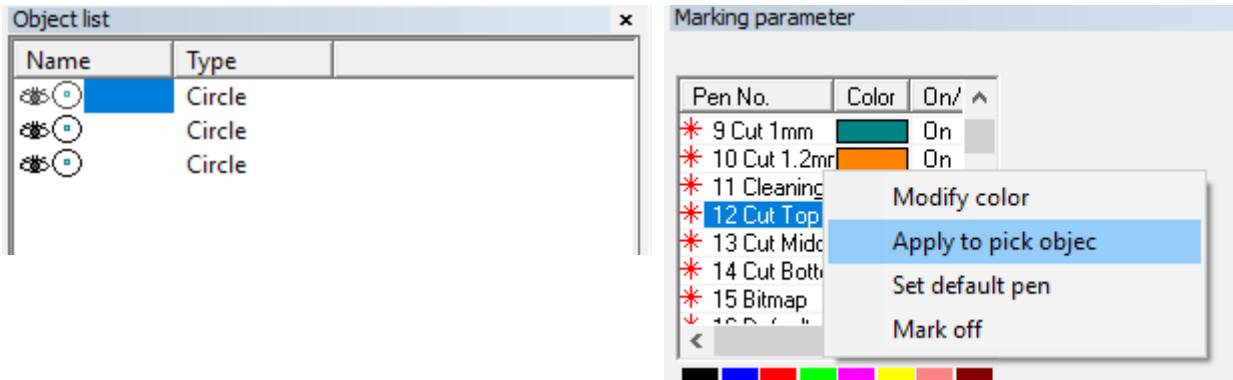 Object list
x
Name Type
Circle
Circle
Circle
Marking parameter
Pen No. Color On/
9 Cut 1mm On
10 Cut 1.2mr On
11 Cleaning
12 Cut Top
13 Cut Midc
14 Cut Bott
15 Bitmap
Modify color
Apply to pick objec
Set default pen
Mark off